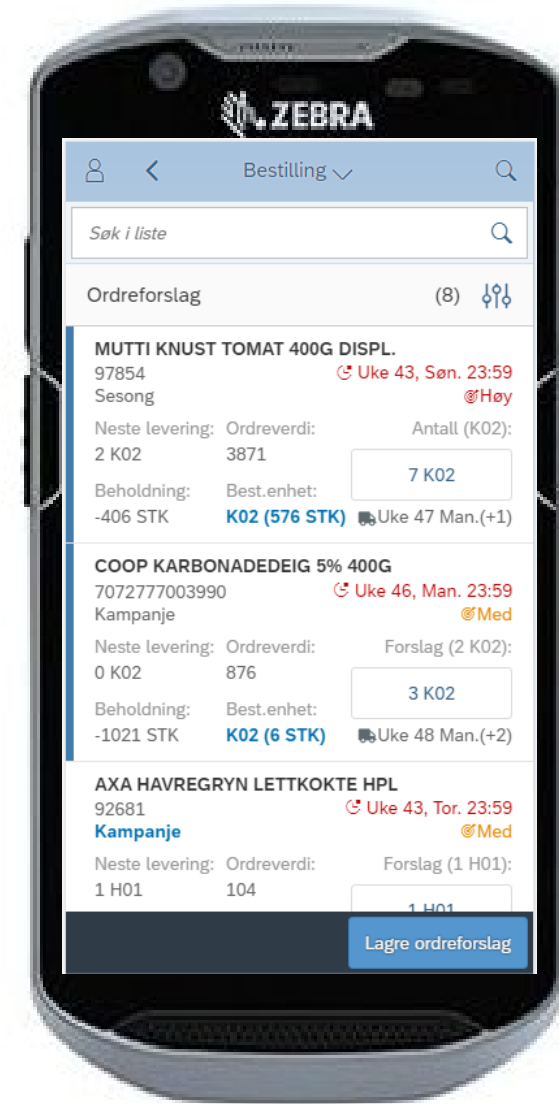 ZEBRA
Bestilling
Søk i liste
Ordreforslag (8)
MUTTI KNUST TOMAT 400G DISPL.
97854 Uke 43, Søn. 23:59
Sesong Høy
Neste levering: Ordreverdi: Antall (K02):
2 K02 3871
7 K02
Beholdning: Best.enhet:
-406 STK K02 (576 STK) Uke 47 Man.(+1)
COOP KARBONADEDEIG 5% 400G
7072777003990 Uke 46, Man. 23:59
Kampanje Med
Neste levering: Ordreverdi: Forslag (2 K02):
0 K02 876
3 K02
Beholdning: Best.enhet:
-1021 STK K02 (6 STK) Uke 48 Man.(+2)
AXA HAVREGRYN LETTKOKTE HPL
92681 Uke 43, Tor. 23:59
Kampanje Med
Neste levering: Ordreverdi: Forslag (1 H01):
1 H01 104
1 H01
Lagre ordreforslag